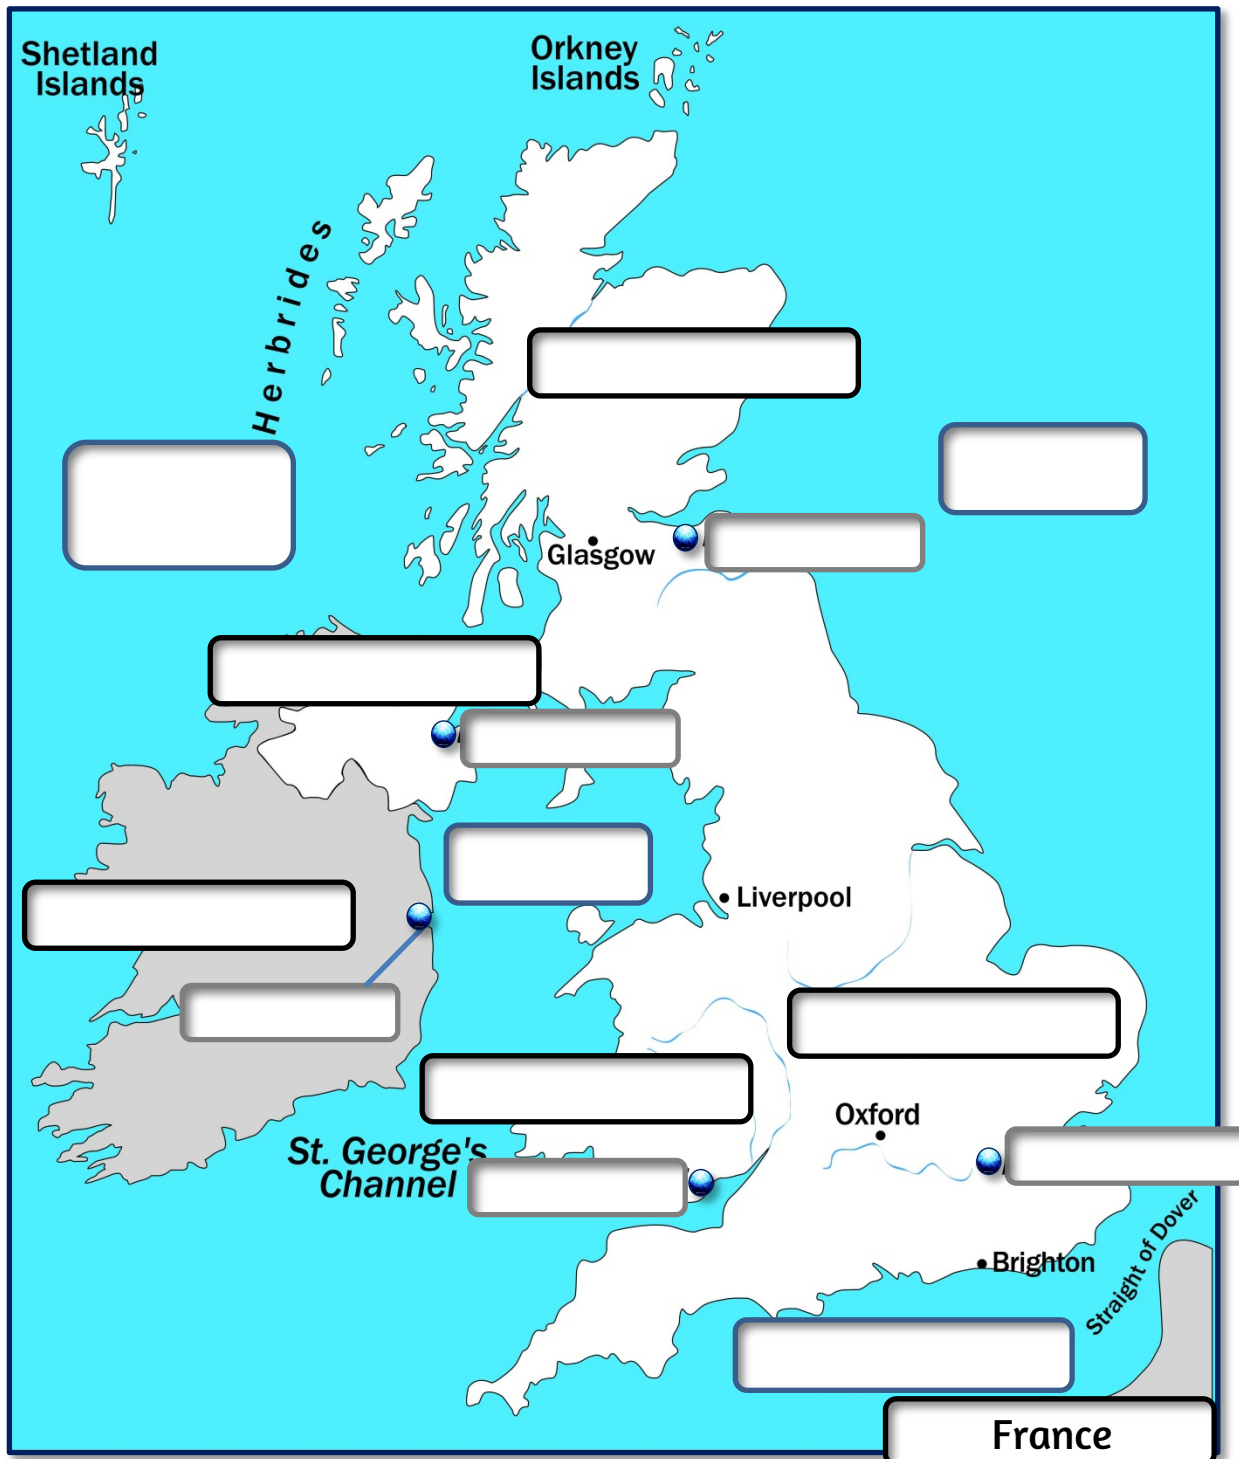 Shetland
Islands
Orkney
Islands
Herbrides
Glasgow
Liverpool
Oxford
St. George's
Channel
Straight of Dover
Brighton
France